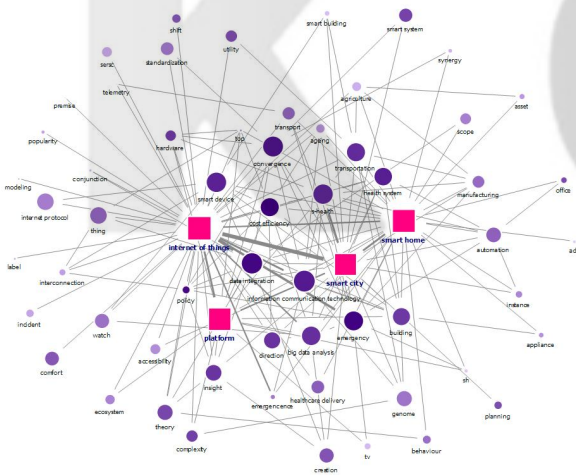 shift
smart building
smart system
utility
sersc
standardization
synergy
telemetry
agriculture
asset
premise
transport
ageing
scope
popularity
hardware
top
convergence
transportation
conjunction
health system
modeling
smart device
s-health
manufacturing
office
internet protocol
thing
cost efficiency
internet of things
smart home
automation
label
interconnection
data integration
smart city
policy
information communication technology
instance
incident
watch
platform
emergency
building
appliance
accessibility
direction
big data analysis
comfort
insight
sh
ecosystem
emergencence
healthcare delivery
genome
planning
theory
complexity
behaviour
creation
tv